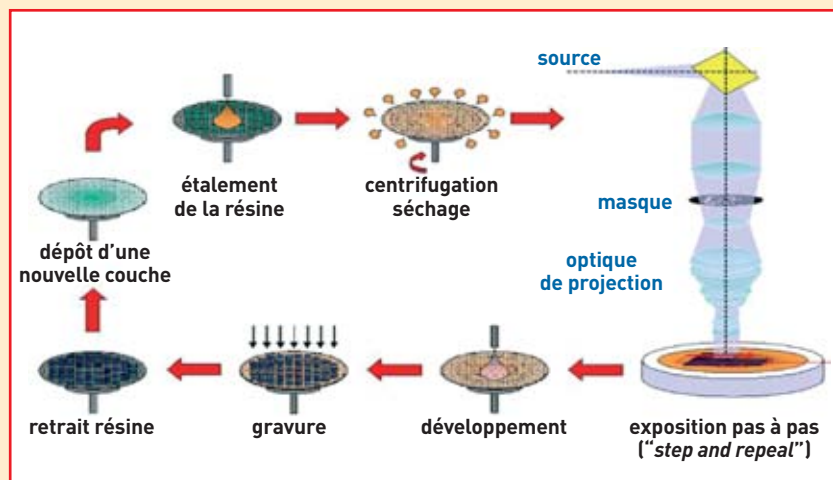 source
étalement
de la résine
centrifugation
séchage
masque
dépôt d'une
nouvelle couche
optique
de projection
retrait résine
gravure
développement
exposition pas à pas
("step and repeal")